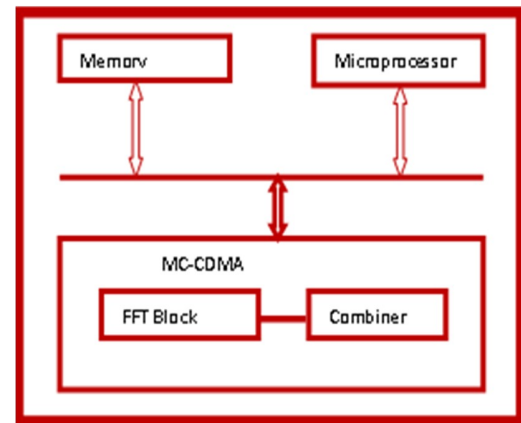 Memory
Microprocessor
MC-CDMA
FFT Block
Combiner